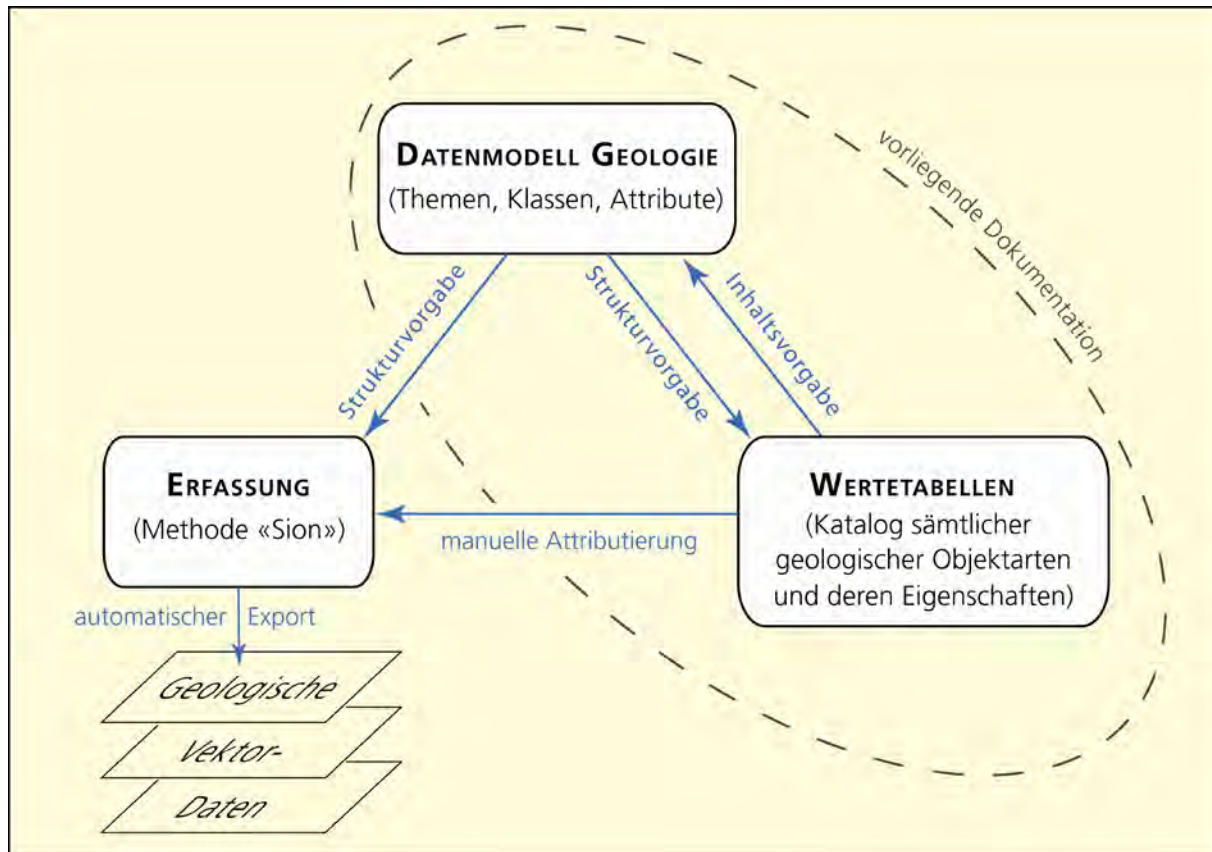 DATENMODELL GEOLOGIE
(Themen, Klassen, Attribute)
vorliegende Dokumentation
Strukturvorgabe
Strukturvorgabe
Inhaltsvorgabe
ERFASSUNG
(Methode «Sion»)
manuelle Attributierung
WERTETABELLEN
(Katalog sämtlicher
geologischer Objektarten
und deren Eigenschaften)
automatischer Export
Geologische
Vektor-
Daten